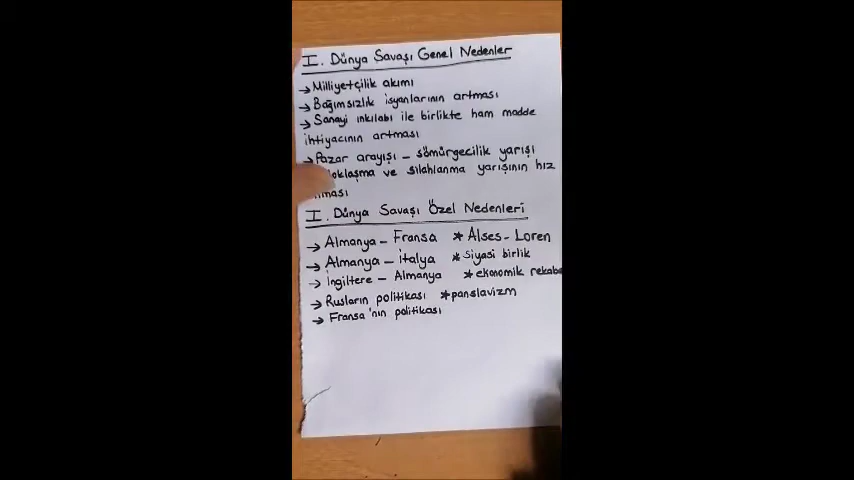 I. Dünya Savaşı Genel Nedenler
→ Milliyetçilik akımı
→ Bağımsızlık isyanlarının artması
→ Sanayi inkılabı ile birlikte ham madde
ihtiyacının artması
→ Pazar arayışı - sömürgecilik yarışı
ve silahlanma yarışının hız
I. Dünya Savaşı Özel Nedenleri
→ Almanya - Fransa * Alses - Loren
→ Almanya - İtalya * siyasi birlik
→ İngiltere - Almanya * ekonomik
→ Rusların politikası * panslavizm
→ Fransa'nın politikası